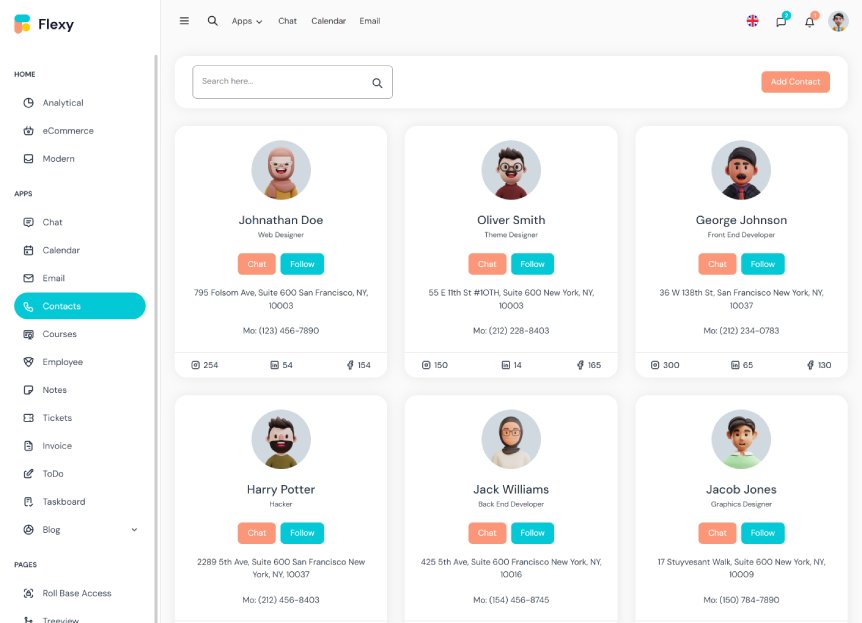 Flexy
Apps
Chat
Calendar
Email
3
7
HOME
Analytical
eCommerce
Modern
APPS
Chat
Calendar
Email
Contacts
Courses
Employee
Notes
Tickets
Invoice
ToDo
Taskboard
Blog
PAGES
Roll Base Access
Treeview
Search here...
Add Contact
Johnathan Doe
Web Designer
Chat
Follow
795 Folsom Ave, Suite 600 San Francisco, NY,
10003
Mo: (123) 456-7890
254
54
154
Oliver Smith
Theme Designer
Chat
Follow
55 E 11th St #1OTH, Suite 600 New York, NY,
10003
Mo: (212) 228-8403
150
14
165
George Johnson
Front End Developer
Chat
Follow
36 W 138th St, San Francisco New York, NY,
10037
Mo: (212) 234-0783
300
65
130
Harry Potter
Hacker
Chat
Follow
2289 5th Ave, Suite 600 San Francisco New
York, NY, 10037
Mo: (212) 456-8403
Jack Williams
Back End Developer
Chat
Follow
425 5th Ave, Suite 600 Francisco New York, NY,
10016
Mo: (154) 456-8745
Jacob Jones
Graphics Designer
Chat
Follow
17 Stuyvesant Walk, Suite 600 New York, NY,
10009
Mo: (150) 784-7890